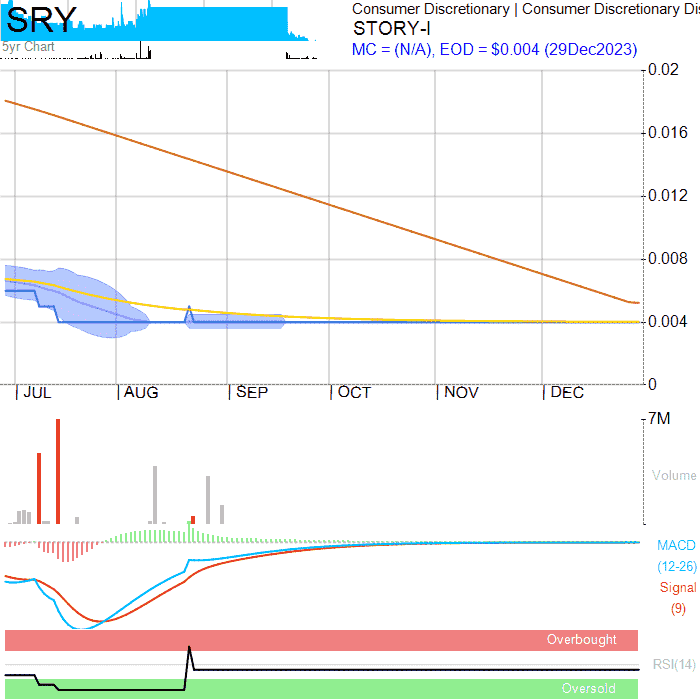 SRY
5yr Chart
Consumer Discretionary | Consumer Discretionary Dis
STORY-I
MC = (N/A), EOD = $0.004 (29Dec2023)
0.02
0.016
0.012
0.008
0.004
0
JUL AUG SEP OCT NOV DEC
7M
Volume
MACD
(12-26)
Signal
(9)
Overbought
RSI(14)
Oversold